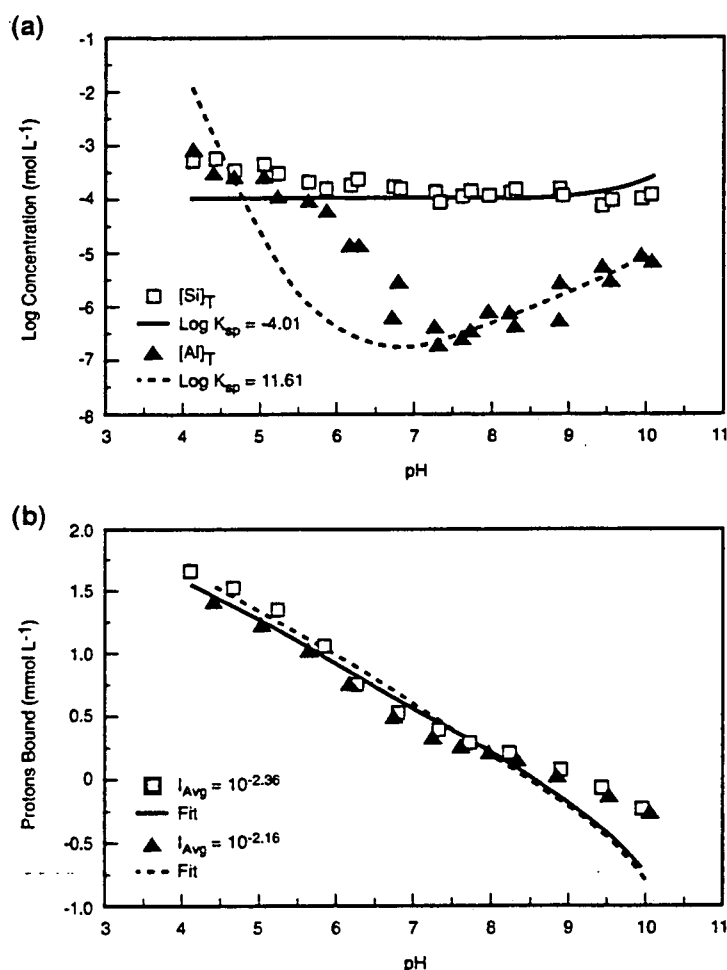 (a)
Log Concentration (mol L⁻¹)
-1
-2
-3
-4
-5
-6
-7
-8
[Si]T
Log Ksp = -4.01
[Al]T
Log Ksp = 11.61
3 4 5 6 7 8 9 10 11
pH
(b)
Protons Bound (mmol L⁻¹)
2.0
1.5
1.0
0.5
0
-0.5
-1.0
IAvg = 10⁻²·³⁶
Fit
IAvg = 10⁻²·¹⁶
Fit
3 4 5 6 7 8 9 10 11
pH